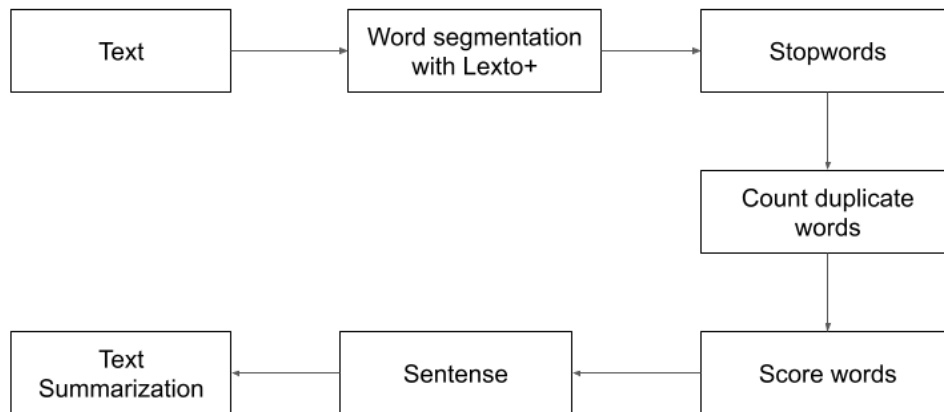 Text
Word segmentation
with Lexto+
Stopwords
Count duplicate
words
Score words
Sentense
Text
Summarization